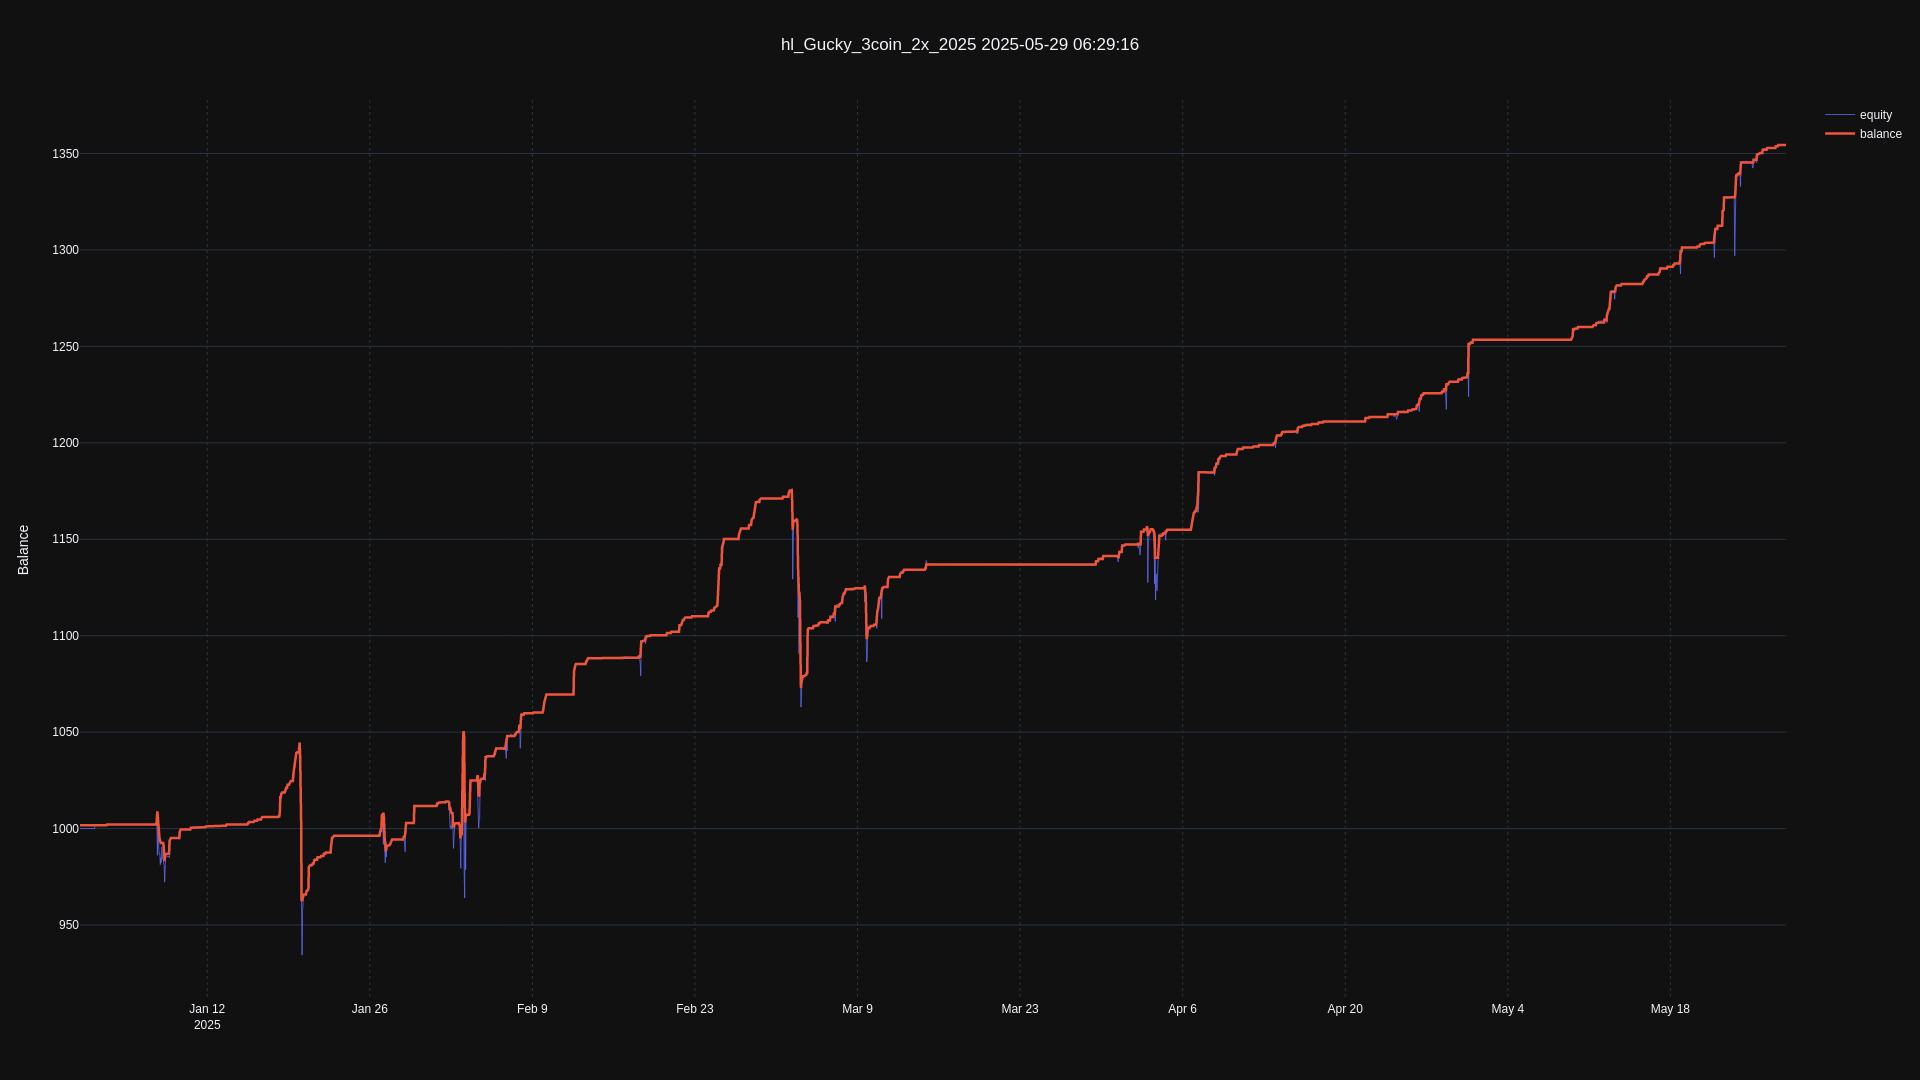 hl_Gucky_3coin_2x_2025 2025-05-29 06:29:16
equity
balance
1350
1300
1250
1200
1150
1100
1050
1000
950
Balance
Jan 12
2025
Jan 26
Feb 9
Feb 23
Mar 9
Mar 23
Apr 6
Apr 20
May 4
May 18